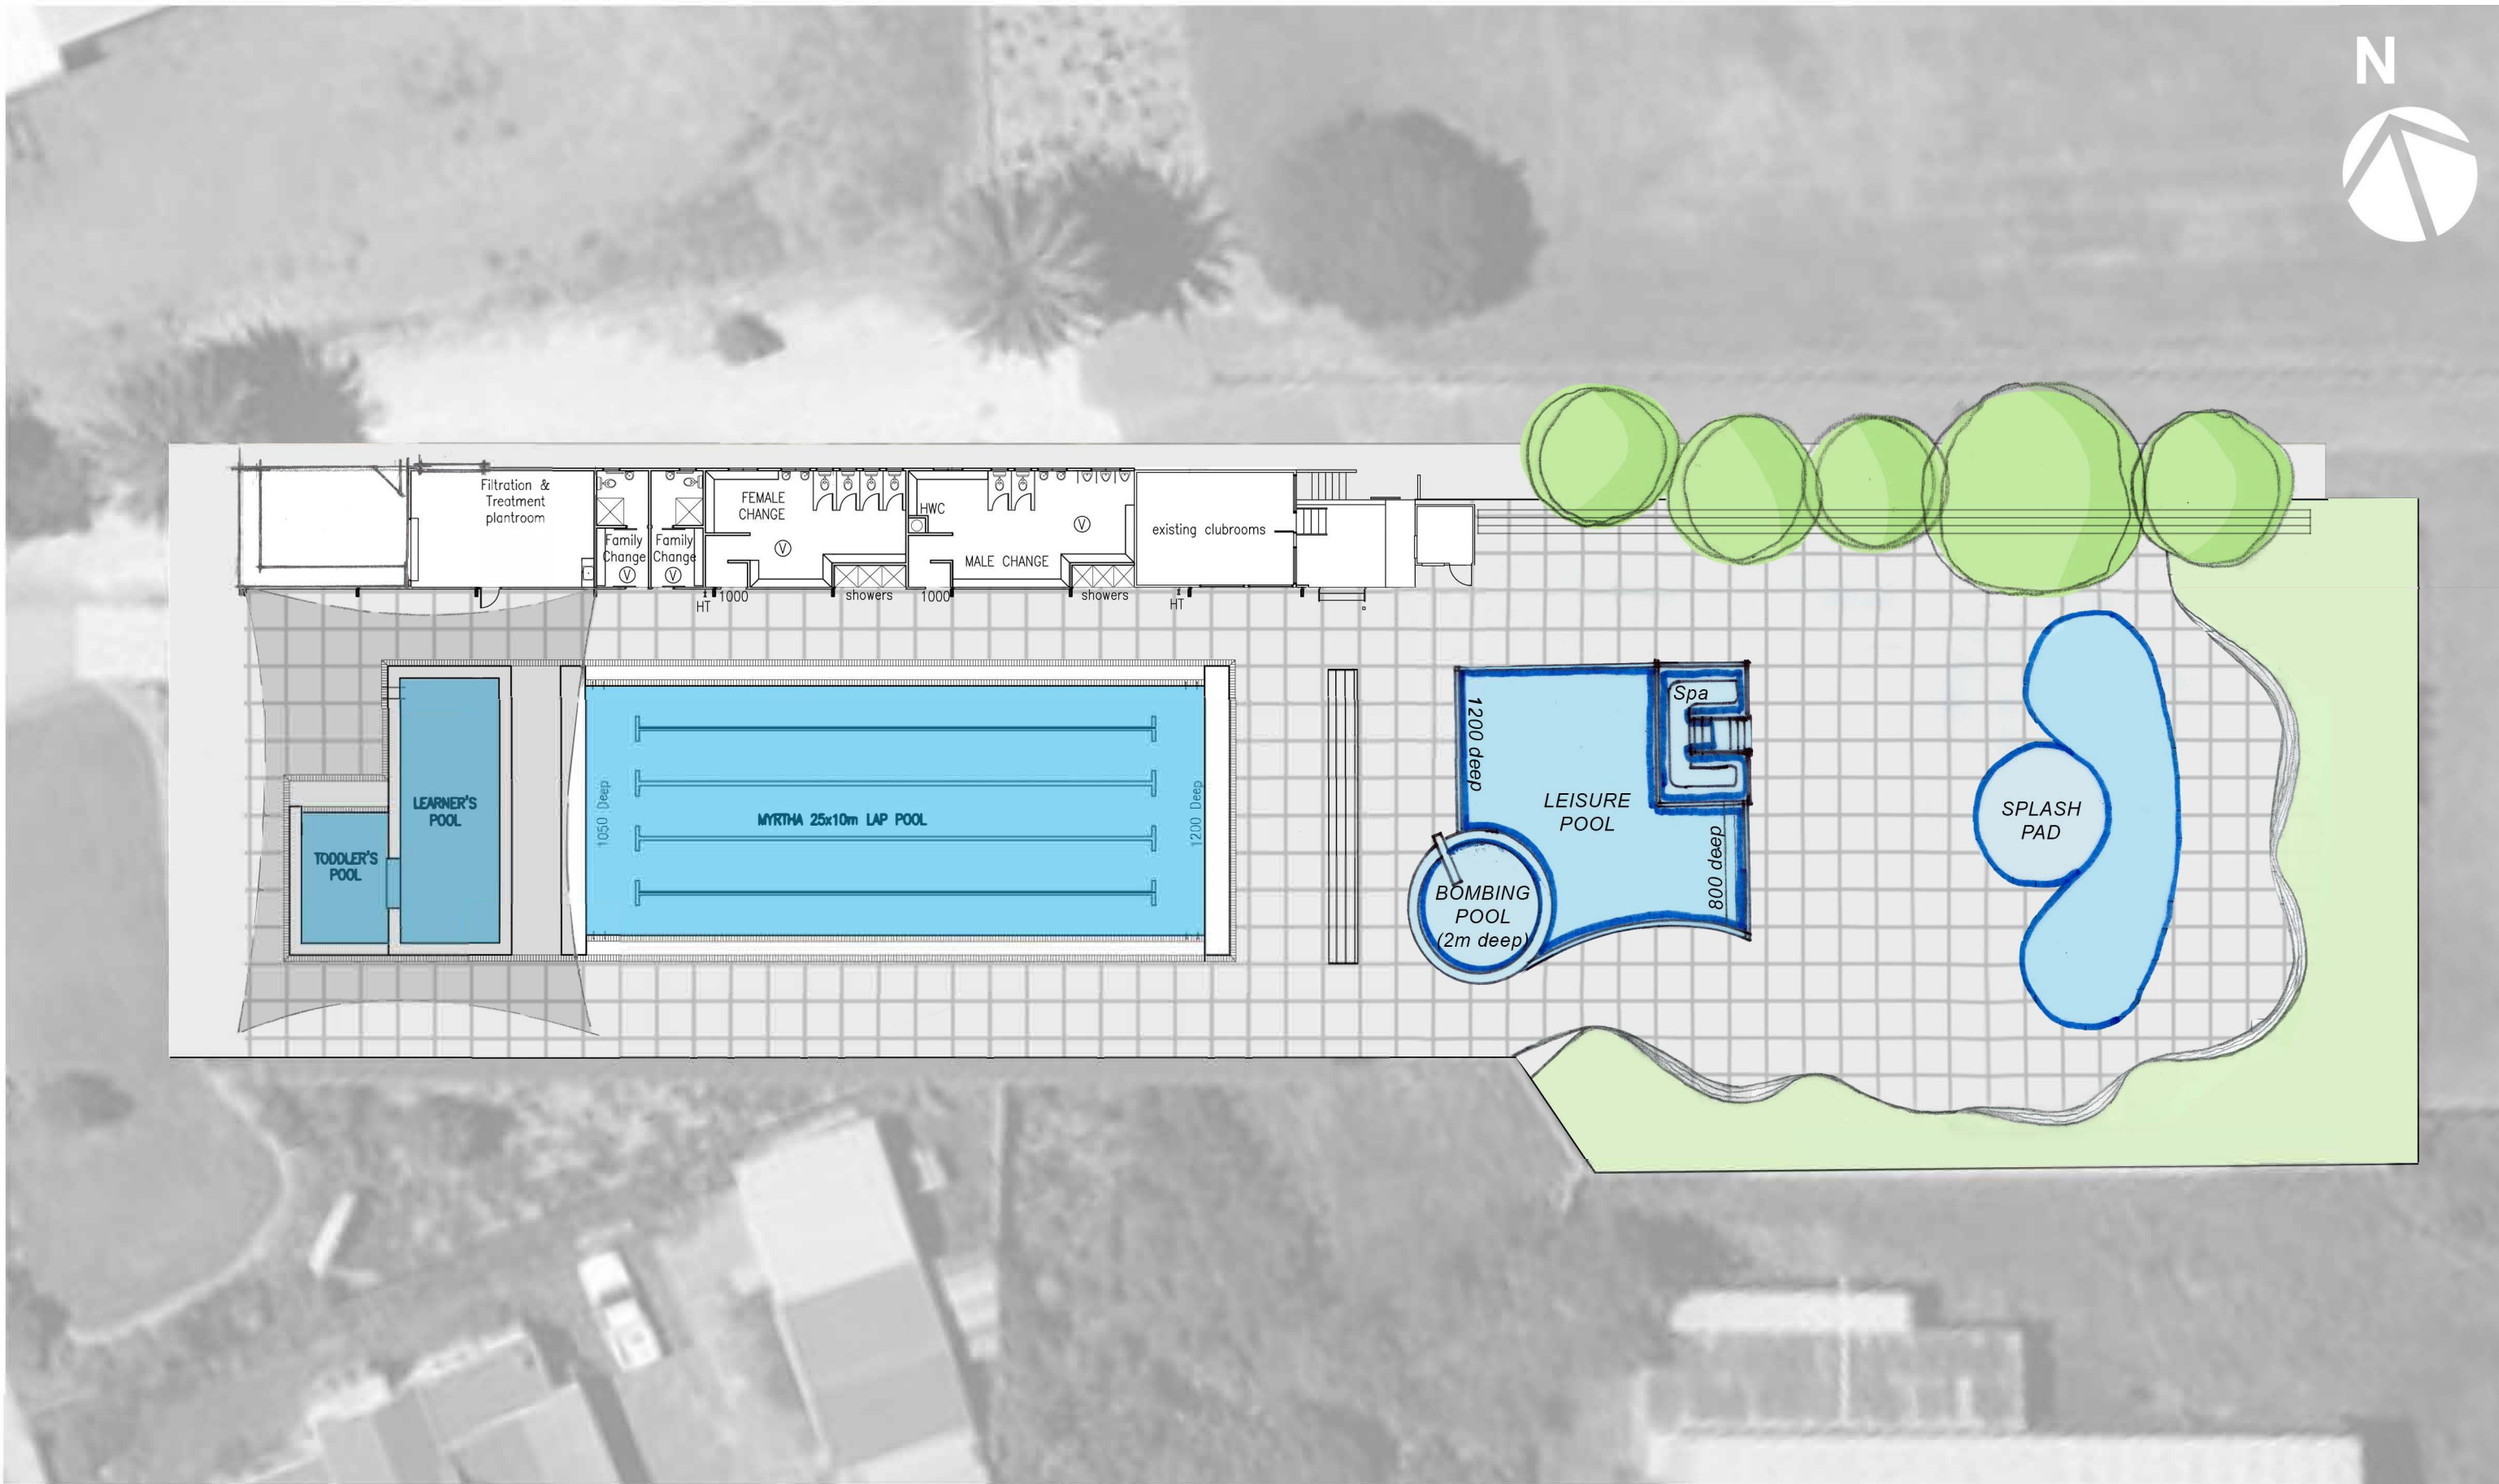 N
Filtration &
Treatment
plantroom
Family
Change
V
Family
Change
V
FEMALE
CHANGE
V
HWC
MALE CHANGE
V
existing clubrooms
HT
1000
showers
1000
showers
HT
TODDLER'S
POOL
LEARNER'S
POOL
1050 Deep
MYRTHA 25x10m LAP POOL
1200 Deep
1200 deep
Spa
LEISURE
POOL
800 deep
BOMBING
POOL
(2m deep)
SPLASH
PAD